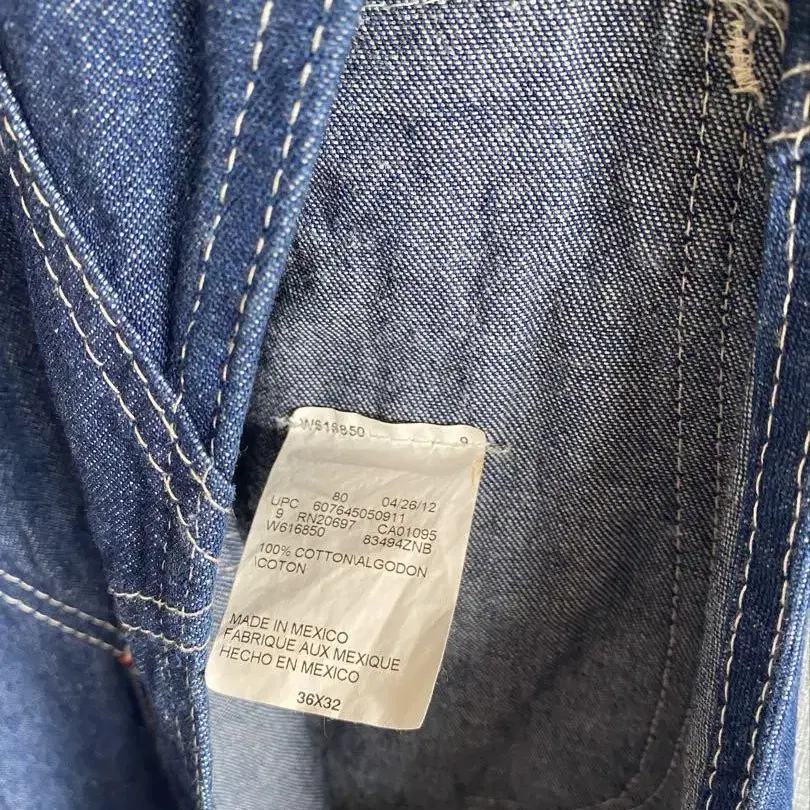 W616850 9
80 04/26/12
UPC 607645050911
9 RN20697 CA01095
W616850 83494ZNB
100% COTTON\ALGODON
\COTON
MADE IN MEXICO
FABRIQUE AUX MEXIQUE
HECHO EN MEXICO
36X32